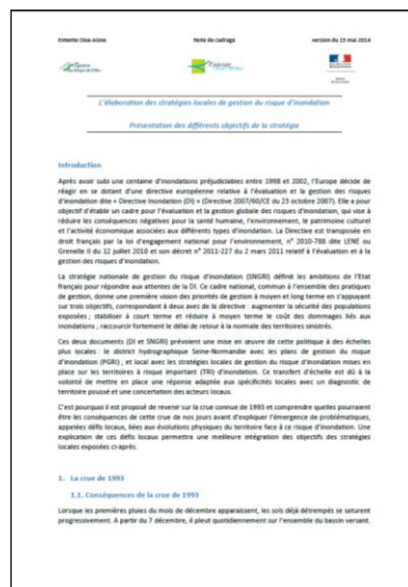 Entente Oise-Aisne Note de cadrage version du 15 mai 2014
L'élaboration des stratégies locales de gestion du risque d'inondation
Présentation des différents objectifs de la stratégie
Introduction
Après avoir subi une centaine d'inondations préjudiciables entre 1998 et 2002, l'Europe décide de
réagir en se dotant d'une directive européenne relative à l'évaluation et la gestion des risques
d'inondation dite « Directive Inondation (DI) » (Directive 2007/60/CE du 23 octobre 2007). Elle a pour
objectif d'établir un cadre pour l'évaluation et la gestion globale des risques d'inondation, qui vise à
réduire les conséquences négatives pour la santé humaine, l'environnement, le patrimoine culturel
et l'activité économique associées aux différents types d'inondation. La Directive est transposée en
droit français par la loi d'engagement national pour l'environnement, n° 2010-788 dite LENE ou
Grenelle II du 12 juillet 2010 et son décret n° 2011-227 du 2 mars 2011 relatif à l'évaluation et à la
gestion des risques d'inondation.
La stratégie nationale de gestion du risque d'inondation (SNGRI) définit les ambitions de l'Etat
français pour répondre aux attentes de la DI. Ce cadre national, commun à l'ensemble des pratiques
de gestion, donne une première vision des priorités de gestion à moyen et long terme en s'appuyant
sur trois objectifs, correspondant à deux axes de la directive : augmenter la sécurité des populations
exposées ; stabiliser à court terme et réduire à moyen terme le coût des dommages liés aux
inondations ; raccourcir fortement le délai de retour à la normale des territoires sinistrés.
Ces deux documents (DI et SNGRI) prévoient une mise en œuvre de cette politique à des échelles
plus locales : le district hydrographique Seine-Normandie avec les plans de gestion du risque
d'inondation (PGRI) ; et local avec les stratégies locales de gestion du risque d'inondation mises en
place sur les territoires à risque important (TRI) d'inondation. Ce transfert d'échelle est dû à la
volonté de mettre en place une réponse adaptée aux spécificités locales avec un diagnostic de
territoire poussé et une concertation des acteurs locaux.
C'est pourquoi il est proposé de revenir sur la crue connue de 1993 et comprendre quelles pourraient
être les conséquences de cette crue de nos jours avant d'expliquer l'émergence de problématiques,
appelées défis locaux, liées aux évolutions physiques du territoire face à ce risque d'inondation. Une
explication de ces défis locaux permettra une meilleure intégration des objectifs des stratégies
locales exposées ci-après.
1. La crue de 1993
1.1. Conséquences de la crue de 1993
Lorsque les premières pluies du mois de décembre apparaissent, les sols déjà détrempés se saturent
progressivement. A partir du 7 décembre, il pleut quotidiennement sur l'ensemble du bassin versant.